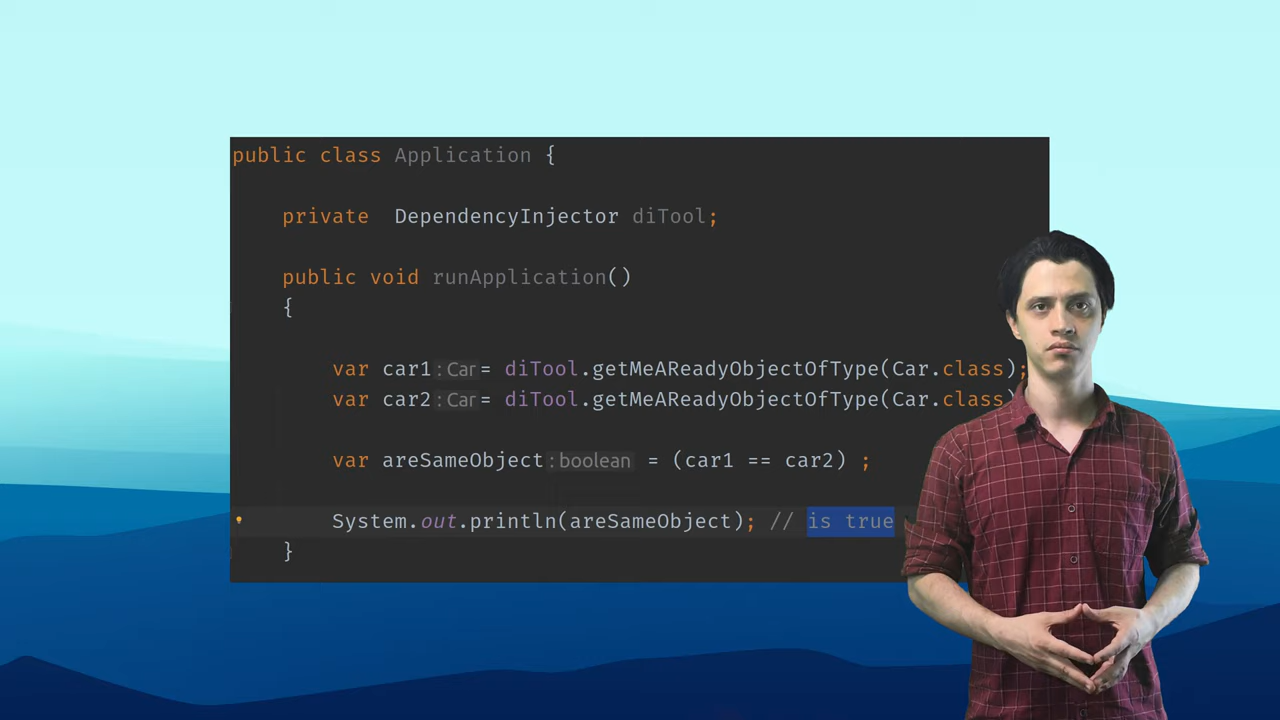 public class Application {
private DependencyInjector diTool;
public void runApplication()
{
var car1 : Car = diTool.getMeAReadyObjectOfType(Car.class);
var car2 : Car = diTool.getMeAReadyObjectOfType(Car.class)
var areSameObject : boolean = (car1 == car2) ;
System.out.println(areSameObject); // is true
}